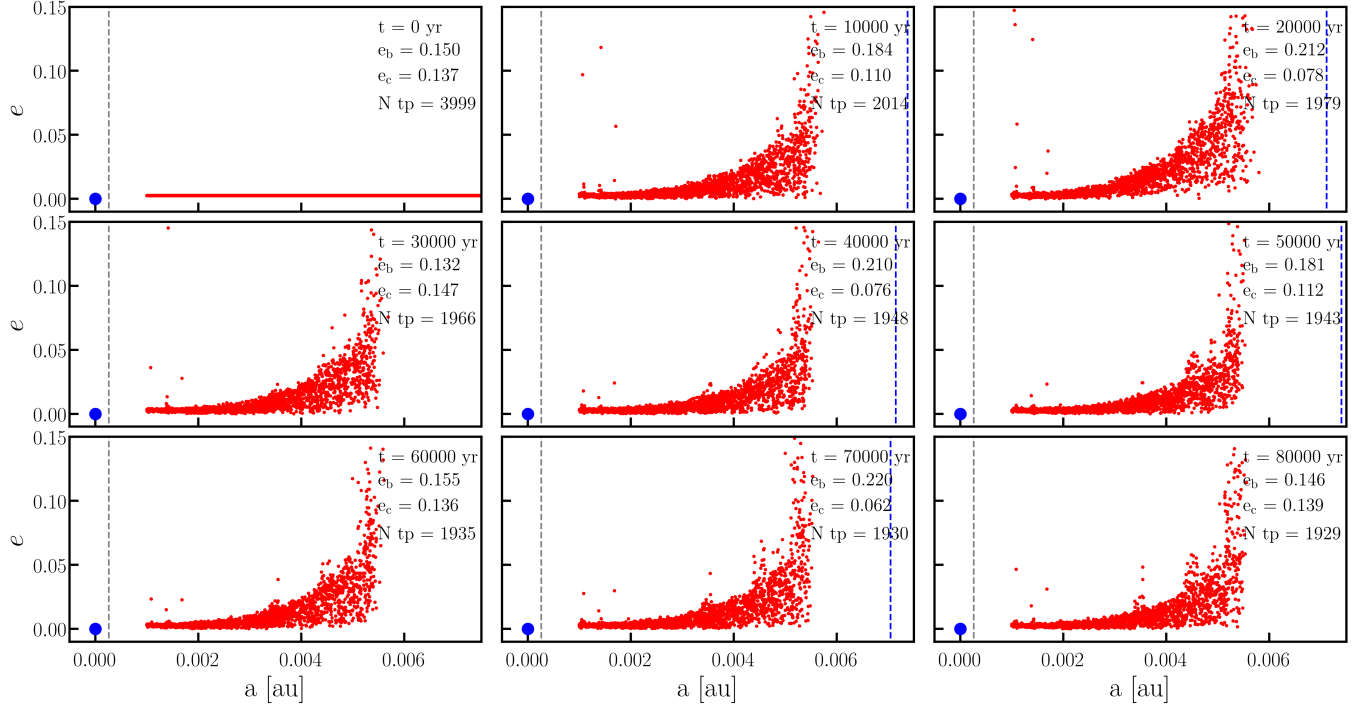 0.15
0.10
0.05
0.00
e
t = 0 yr
e_b = 0.150
e_c = 0.137
N tp = 3999
t = 10000 yr
e_b = 0.184
e_c = 0.110
N tp = 2014
t = 20000 yr
e_b = 0.212
e_c = 0.078
N tp = 1979
0.15
0.10
0.05
0.00
e
t = 30000 yr
e_b = 0.132
e_c = 0.147
N tp = 1966
t = 40000 yr
e_b = 0.210
e_c = 0.076
N tp = 1948
t = 50000 yr
e_b = 0.181
e_c = 0.112
N tp = 1943
0.15
0.10
0.05
0.00
e
t = 60000 yr
e_b = 0.155
e_c = 0.136
N tp = 1935
t = 70000 yr
e_b = 0.220
e_c = 0.062
N tp = 1930
t = 80000 yr
e_b = 0.146
e_c = 0.139
N tp = 1929
0.000 0.002 0.004 0.006
0.000 0.002 0.004 0.006
0.000 0.002 0.004 0.006
a [au]
a [au]
a [au]